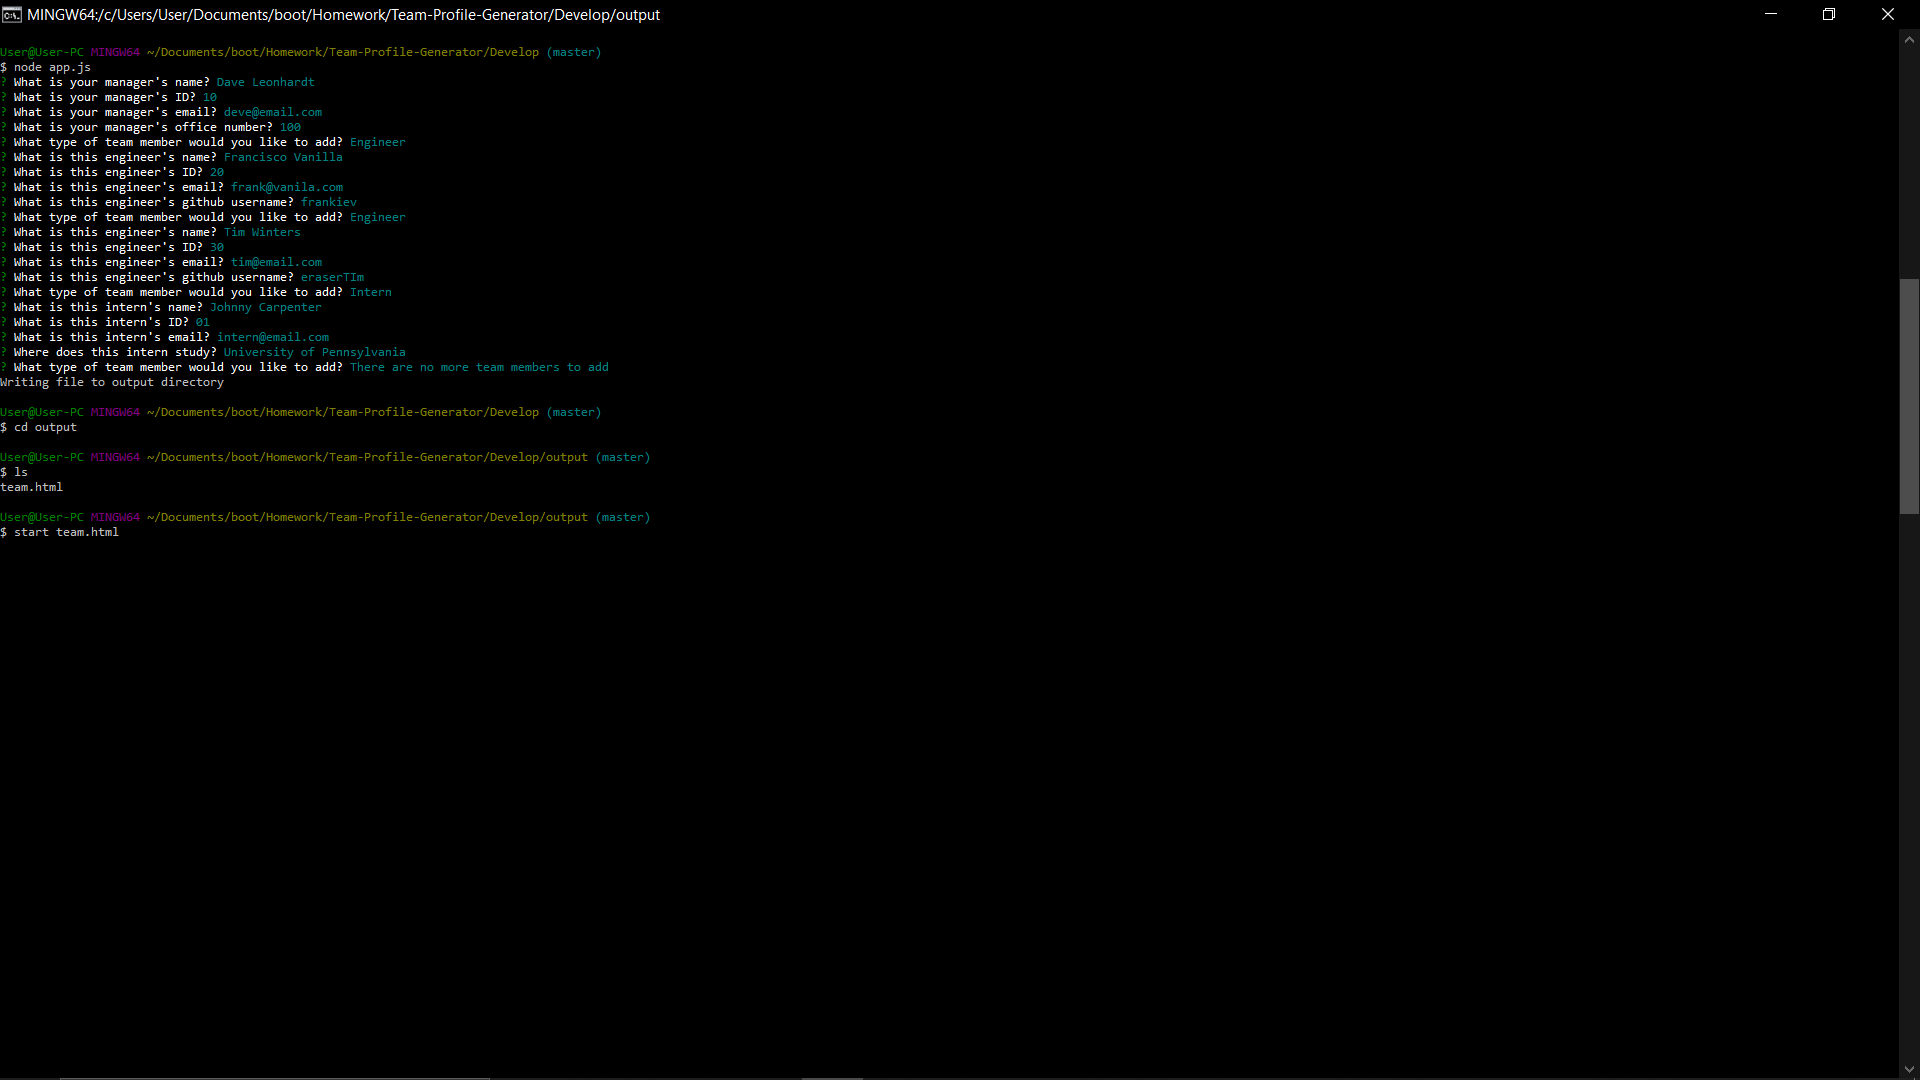 MINGW64:/c/Users/User/Documents/boot/Homework/Team-Profile-Generator/Develop/output
User@User-PC MINGW64 ~/Documents/boot/Homework/Team-Profile-Generator/Develop (master)
$ node app.js
? What is your manager's name? Dave Leonhardt
? What is your manager's ID? 10
? What is your manager's email? deve@email.com
? What is your manager's office number? 100
? What type of team member would you like to add? Engineer
? What is this engineer's name? Francisco Vanilla
? What is this engineer's ID? 20
? What is this engineer's email? frank@vanila.com
? What is this engineer's github username? frankiev
? What type of team member would you like to add? Engineer
? What is this engineer's name? Tim Winters
? What is this engineer's ID? 30
? What is this engineer's email? tim@email.com
? What is this engineer's github username? eraserTIm
? What type of team member would you like to add? Intern
? What is this intern's name? Johnny Carpenter
? What is this intern's ID? 01
? What is this intern's email? intern@email.com
? Where does this intern study? University of Pennsylvania
? What type of team member would you like to add? There are no more team members to add
Writing file to output directory
User@User-PC MINGW64 ~/Documents/boot/Homework/Team-Profile-Generator/Develop (master)
$ cd output
User@User-PC MINGW64 ~/Documents/boot/Homework/Team-Profile-Generator/Develop/output (master)
$ ls
team.html
User@User-PC MINGW64 ~/Documents/boot/Homework/Team-Profile-Generator/Develop/output (master)
$ start team.html